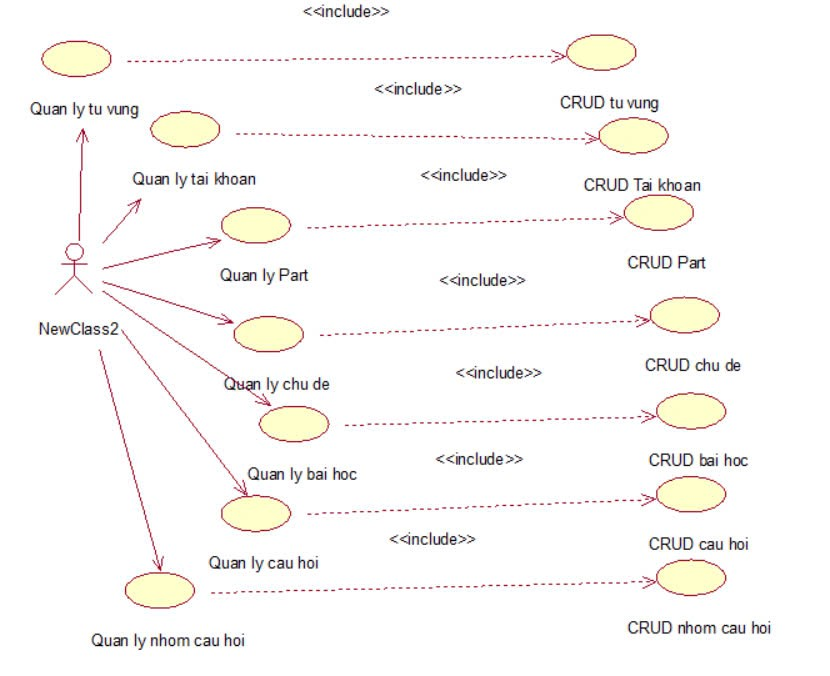 <<include>>
Quan ly tu vung
<<include>>
CRUD tu vung
Quan ly tai khoan
<<include>>
CRUD Tai khoan
Quan ly Part
<<include>>
CRUD Part
NewClass2
Quan ly chu de
<<include>>
CRUD chu de
Quan ly bai hoc
<<include>>
CRUD bai hoc
Quan ly cau hoi
<<include>>
CRUD cau hoi
Quan ly nhom cau hoi
CRUD nhom cau hoi